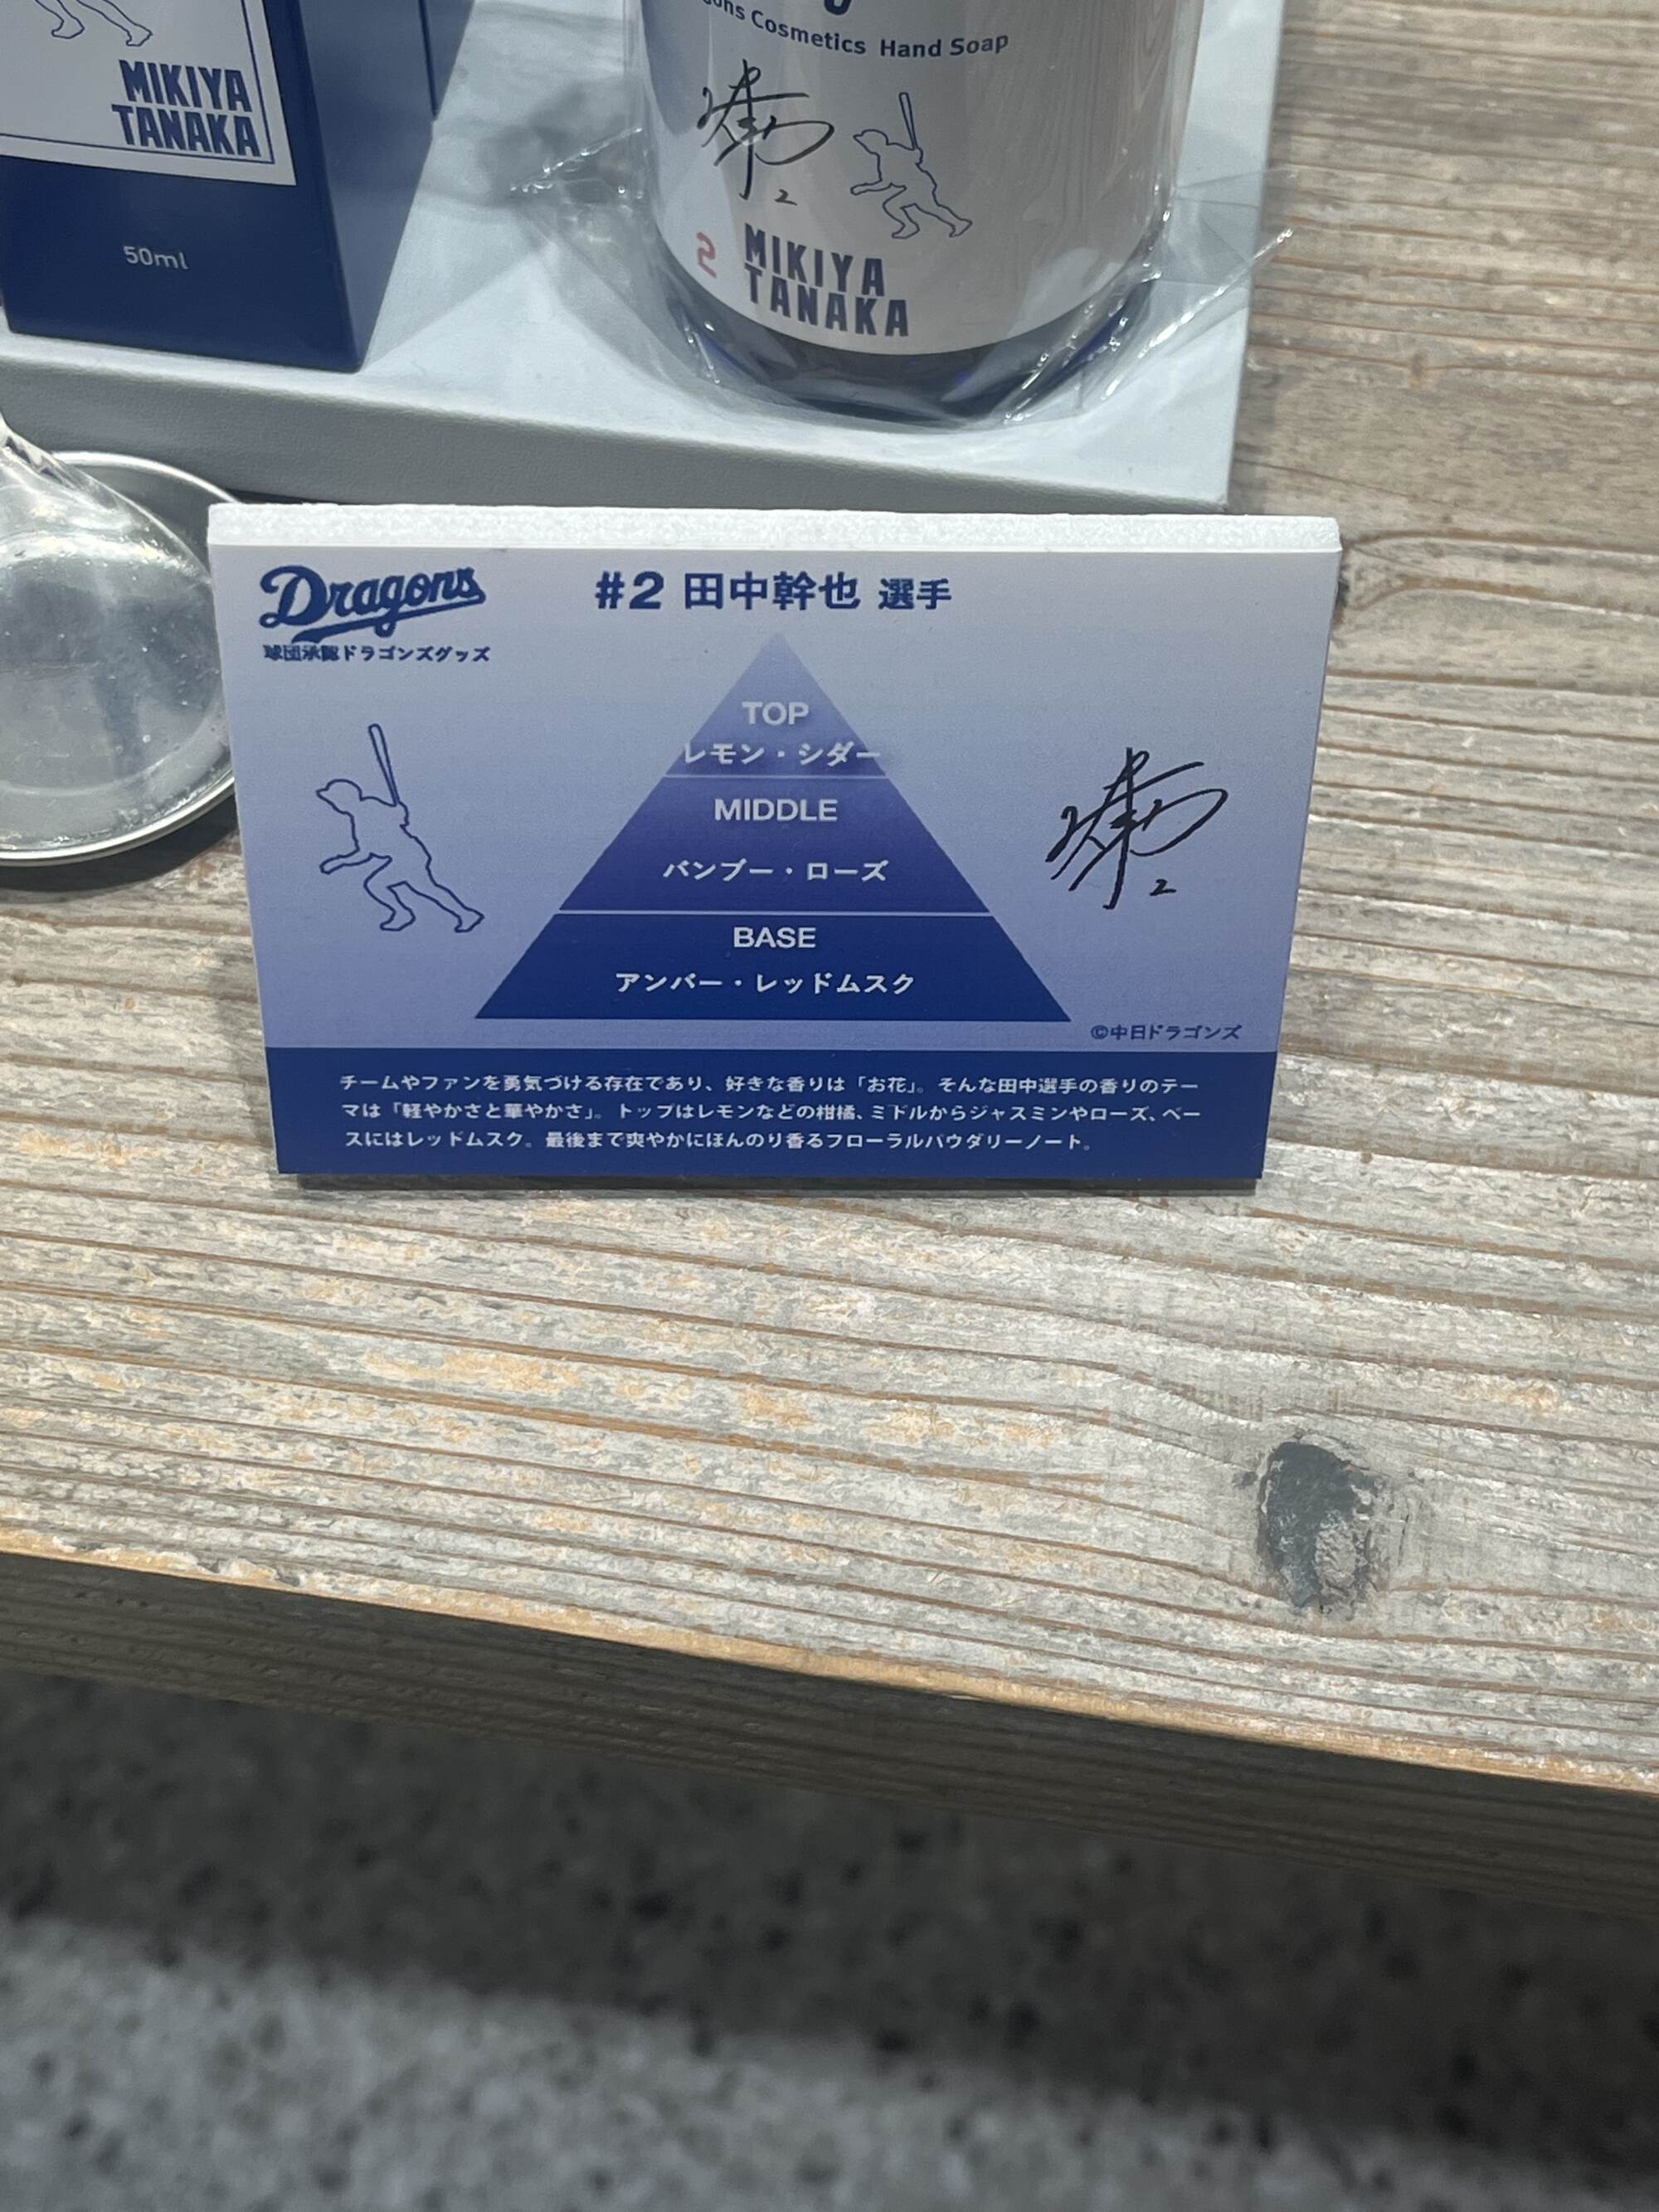 MIKIYA
TANAKA
50ml
Cosmetics Hand Soap
2
2 MIKIYA
TANAKA
Dragons
球団承認ドラゴンズグッズ
#2 田中幹也 選手
TOP
レモン・シダー
MIDDLE
バンブー・ローズ
BASE
アンバー・レッドムスク
2
©中日ドラゴンズ
チームやファンを勇気づける存在であり、好きな香りは「お花」。そんな田中選手の香りのテー
マは「軽やかさと華やかさ」。トップはレモンなどの柑橘、ミドルからジャスミンやローズ、ベー
スにはレッドムスク。最後まで爽やかにほんのり香るフローラルパウダリーノート。